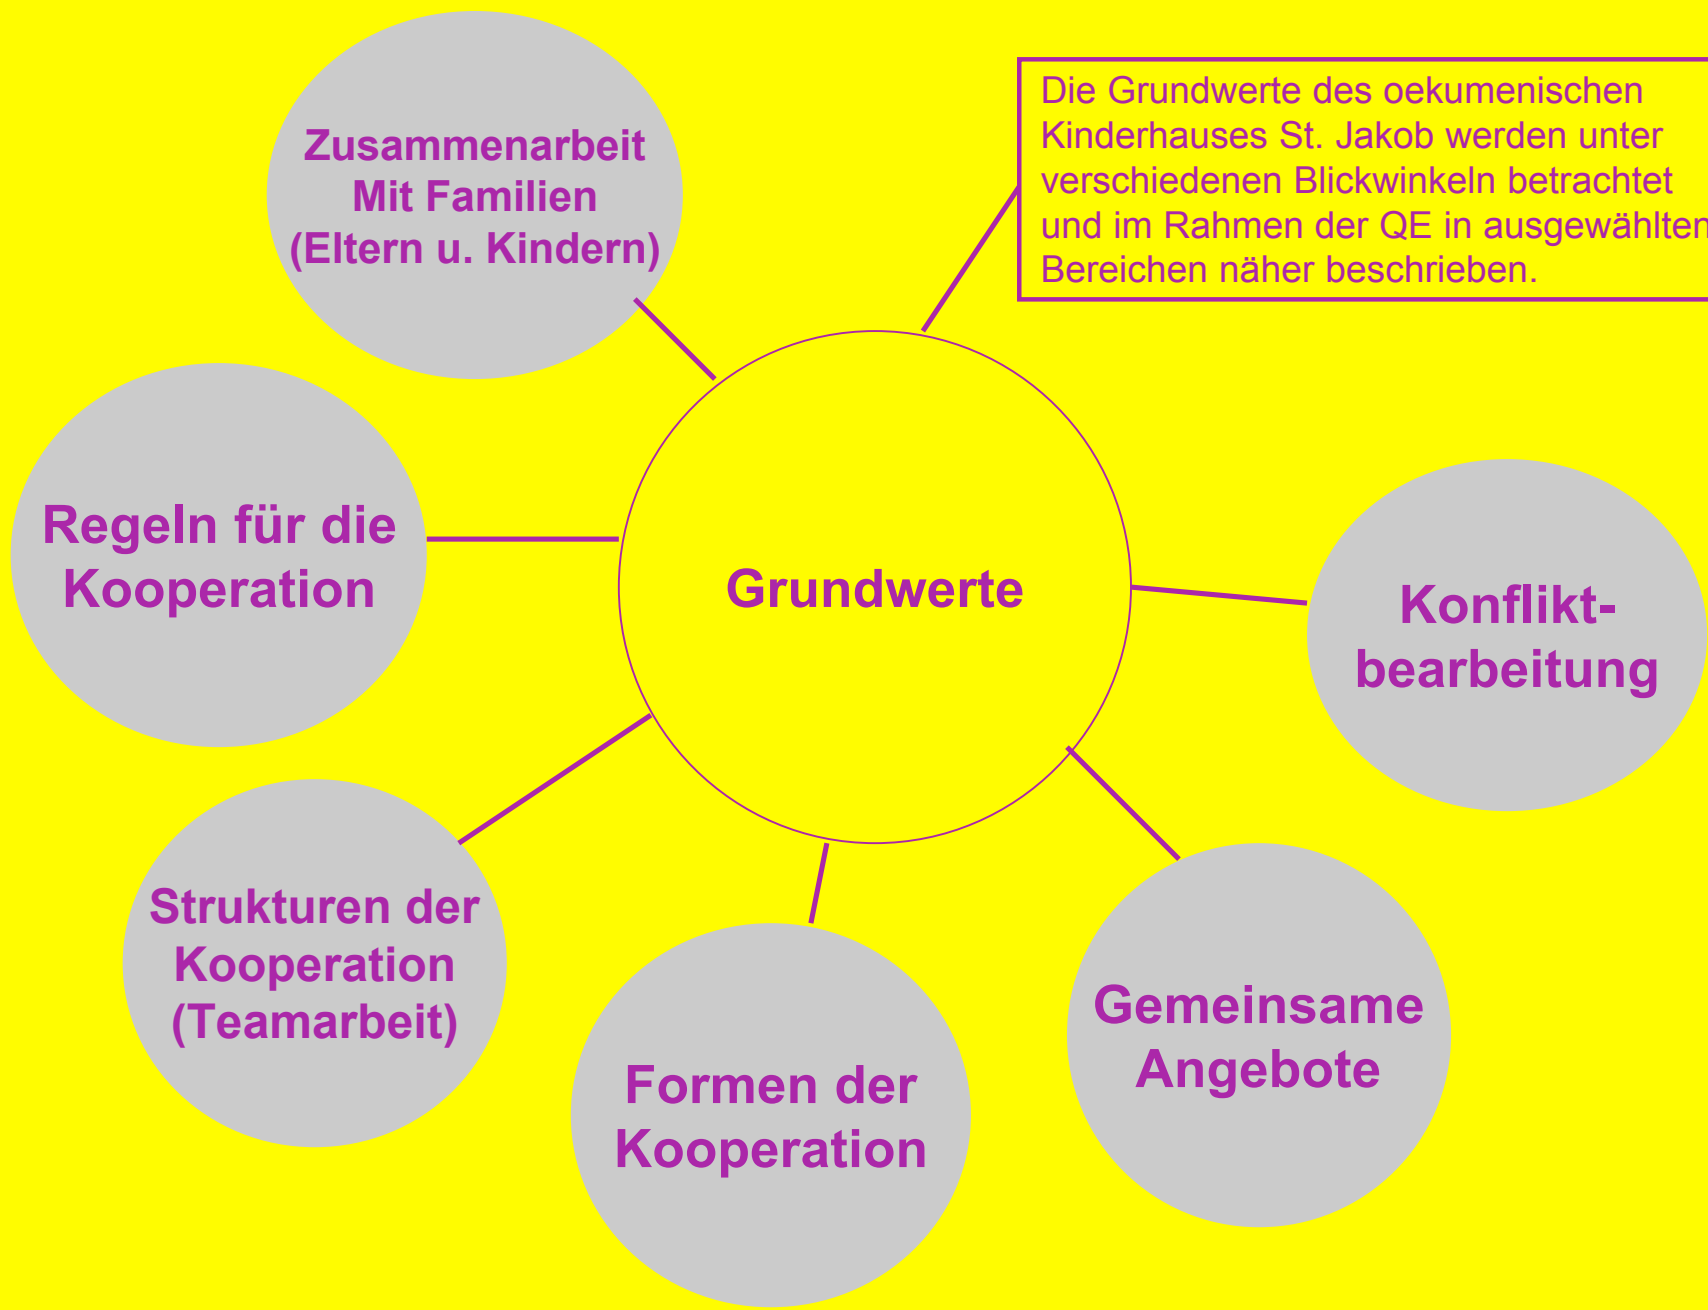 Die Grundwerte des oekumenischen
Kinderhauses St. Jakob werden unter
verschiedenen Blickwinkeln betrachtet
und im Rahmen der QE in ausgewählten
Bereichen näher beschrieben.
Zusammenarbeit
Mit Familien
(Eltern u. Kindern)
Regeln für die
Kooperation
Grundwerte
Konflikt-
bearbeitung
Strukturen der
Kooperation
(Teamarbeit)
Formen der
Kooperation
Gemeinsame
Angebote